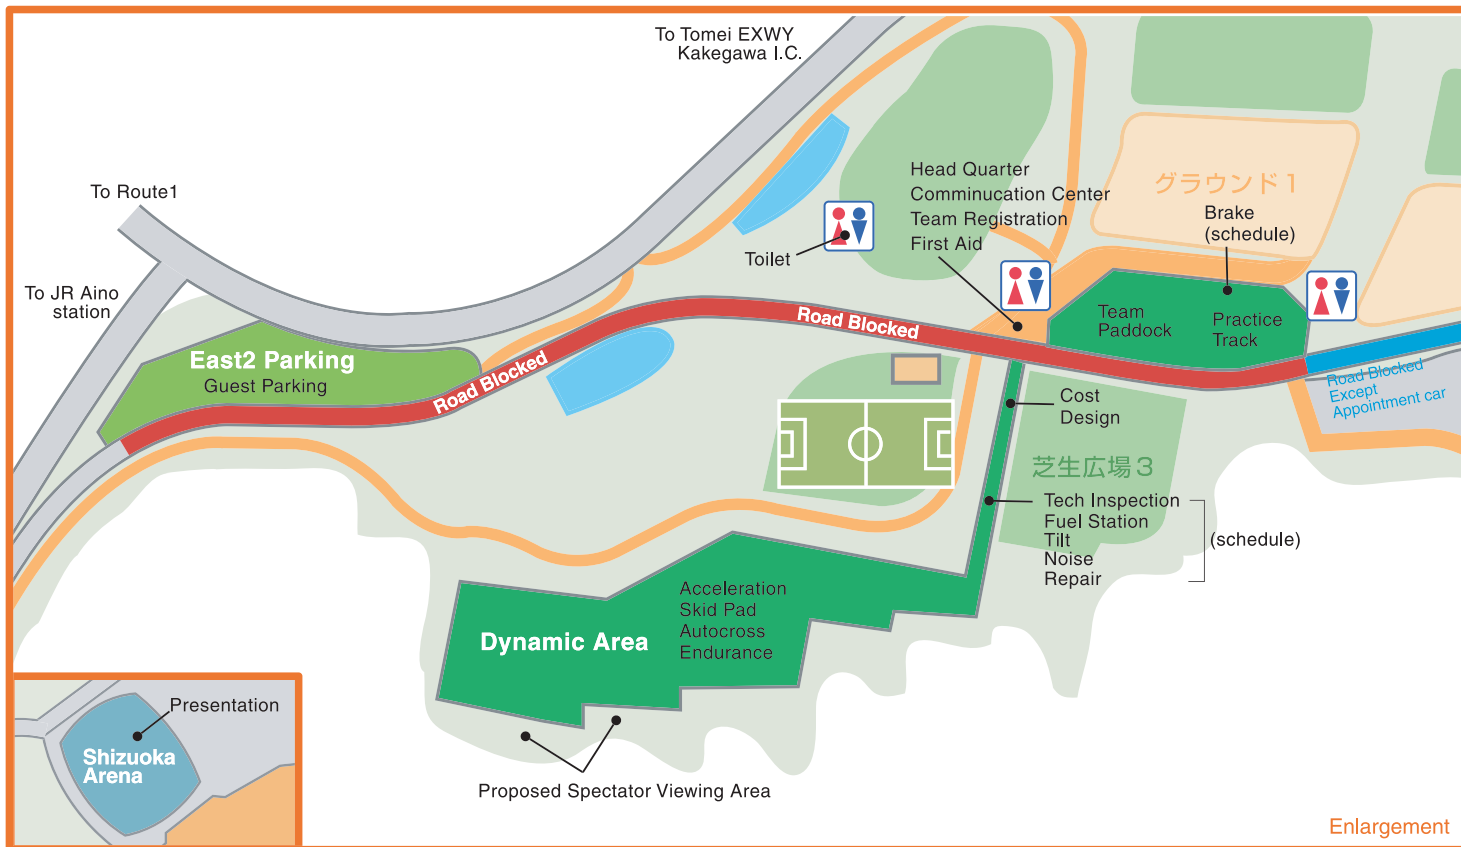 To Tomei EXWY
Kakegawa I.C.
To Route1
To JR Aino
station
Toilet
Head Quarter
Comminucation Center
Team Registration
First Aid
グラウンド1
Brake
(schedule)
Team
Paddock
Practice
Track
East2 Parking
Guest Parking
Road Blocked
Road Blocked
Road Blocked
Except
Appointment car
Cost
Design
芝生広場3
Tech Inspection
Fuel Station
Tilt
Noise
Repair
(schedule)
Dynamic Area
Acceleration
Skid Pad
Autocross
Endurance
Proposed Spectator Viewing Area
Presentation
Shizuoka
Arena
Enlargement